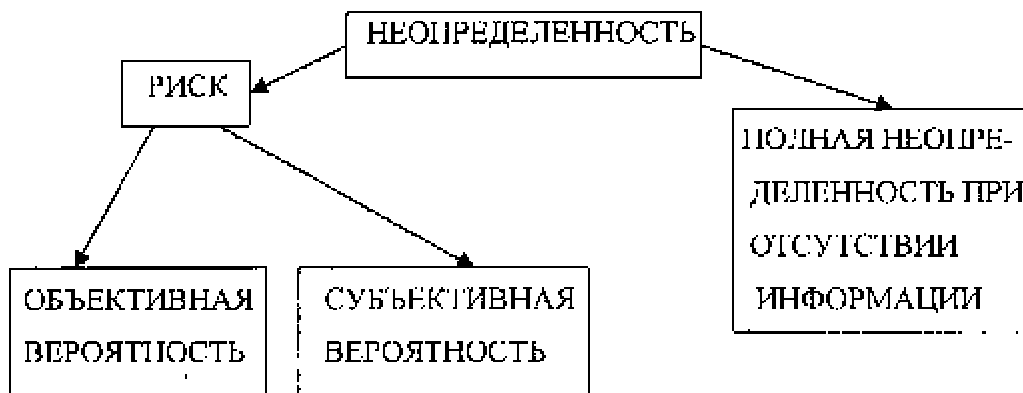 НЕОПРЕДЕЛЕННОСТЬ
РИСК
ПОЛНАЯ НЕОПРЕ-
ДЕЛЕННОСТЬ ПРИ
ОТСУТСТВИИ
ИНФОРМАЦИИ
ОБЪЕКТИВНАЯ
ВЕРОЯТНОСТЬ
СУБЪЕКТИВНАЯ
ВЕРОЯТНОСТЬ